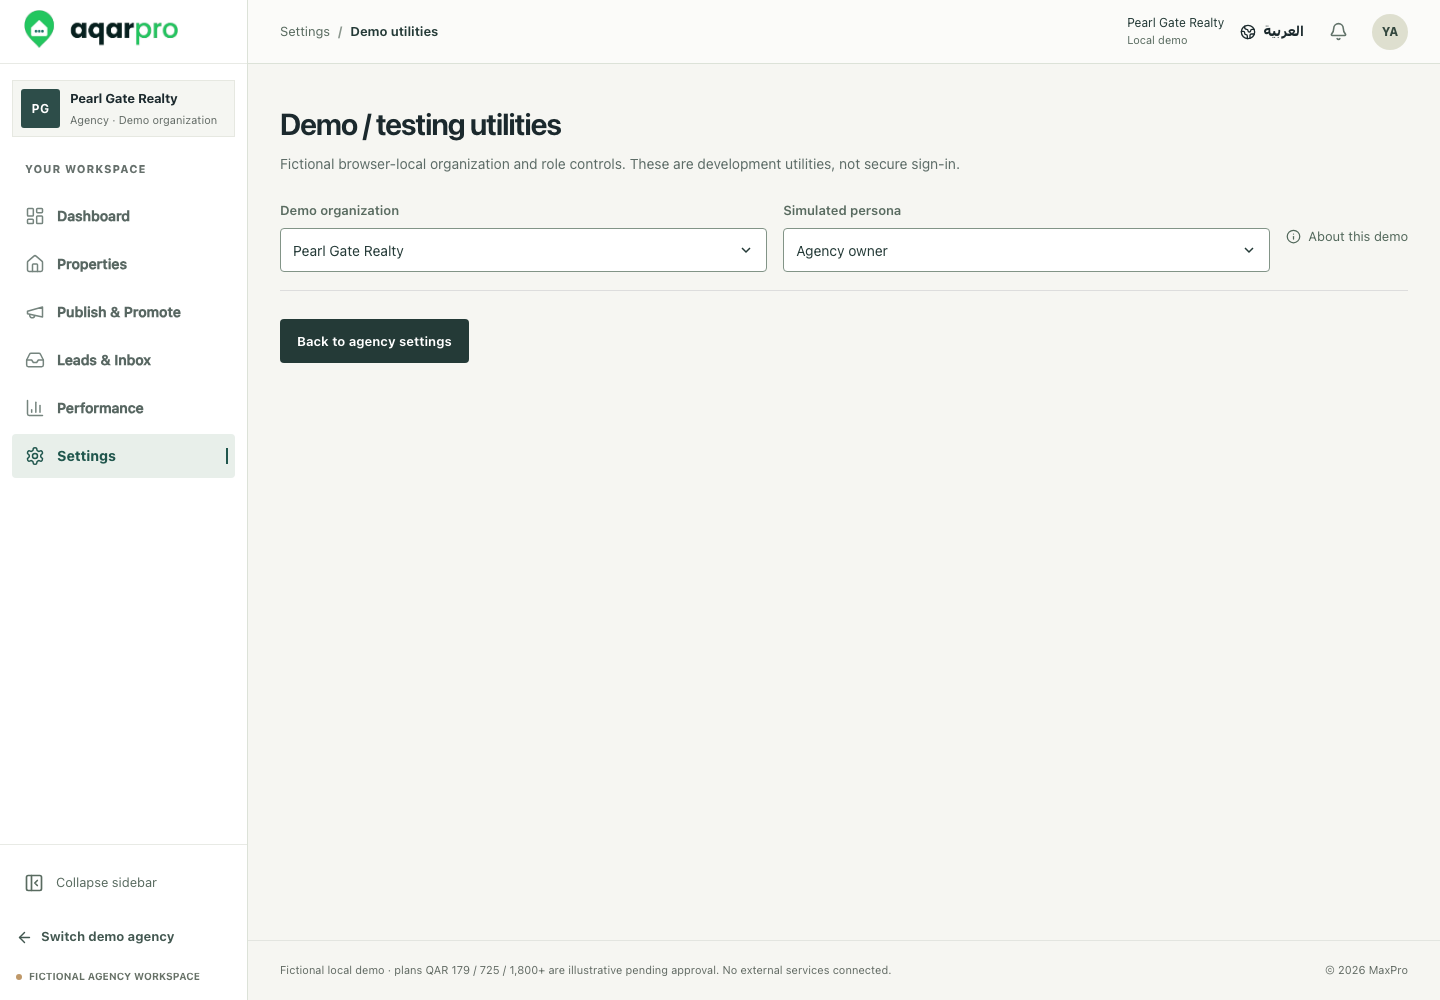 aqarpro
PG
Pearl Gate Realty
Agency · Demo organization
YOUR WORKSPACE
Dashboard
Properties
Publish & Promote
Leads & Inbox
Performance
Settings
Collapse sidebar
Switch demo agency
FICTIONAL AGENCY WORKSPACE
Settings / Demo utilities
Pearl Gate Realty
Local demo
العربية
YA
Demo / testing utilities
Fictional browser-local organization and role controls. These are development utilities, not secure sign-in.
Demo organization
Pearl Gate Realty
Simulated persona
Agency owner
About this demo
Back to agency settings
Fictional local demo · plans QAR 179 / 725 / 1,800+ are illustrative pending approval. No external services connected.
© 2026 MaxPro